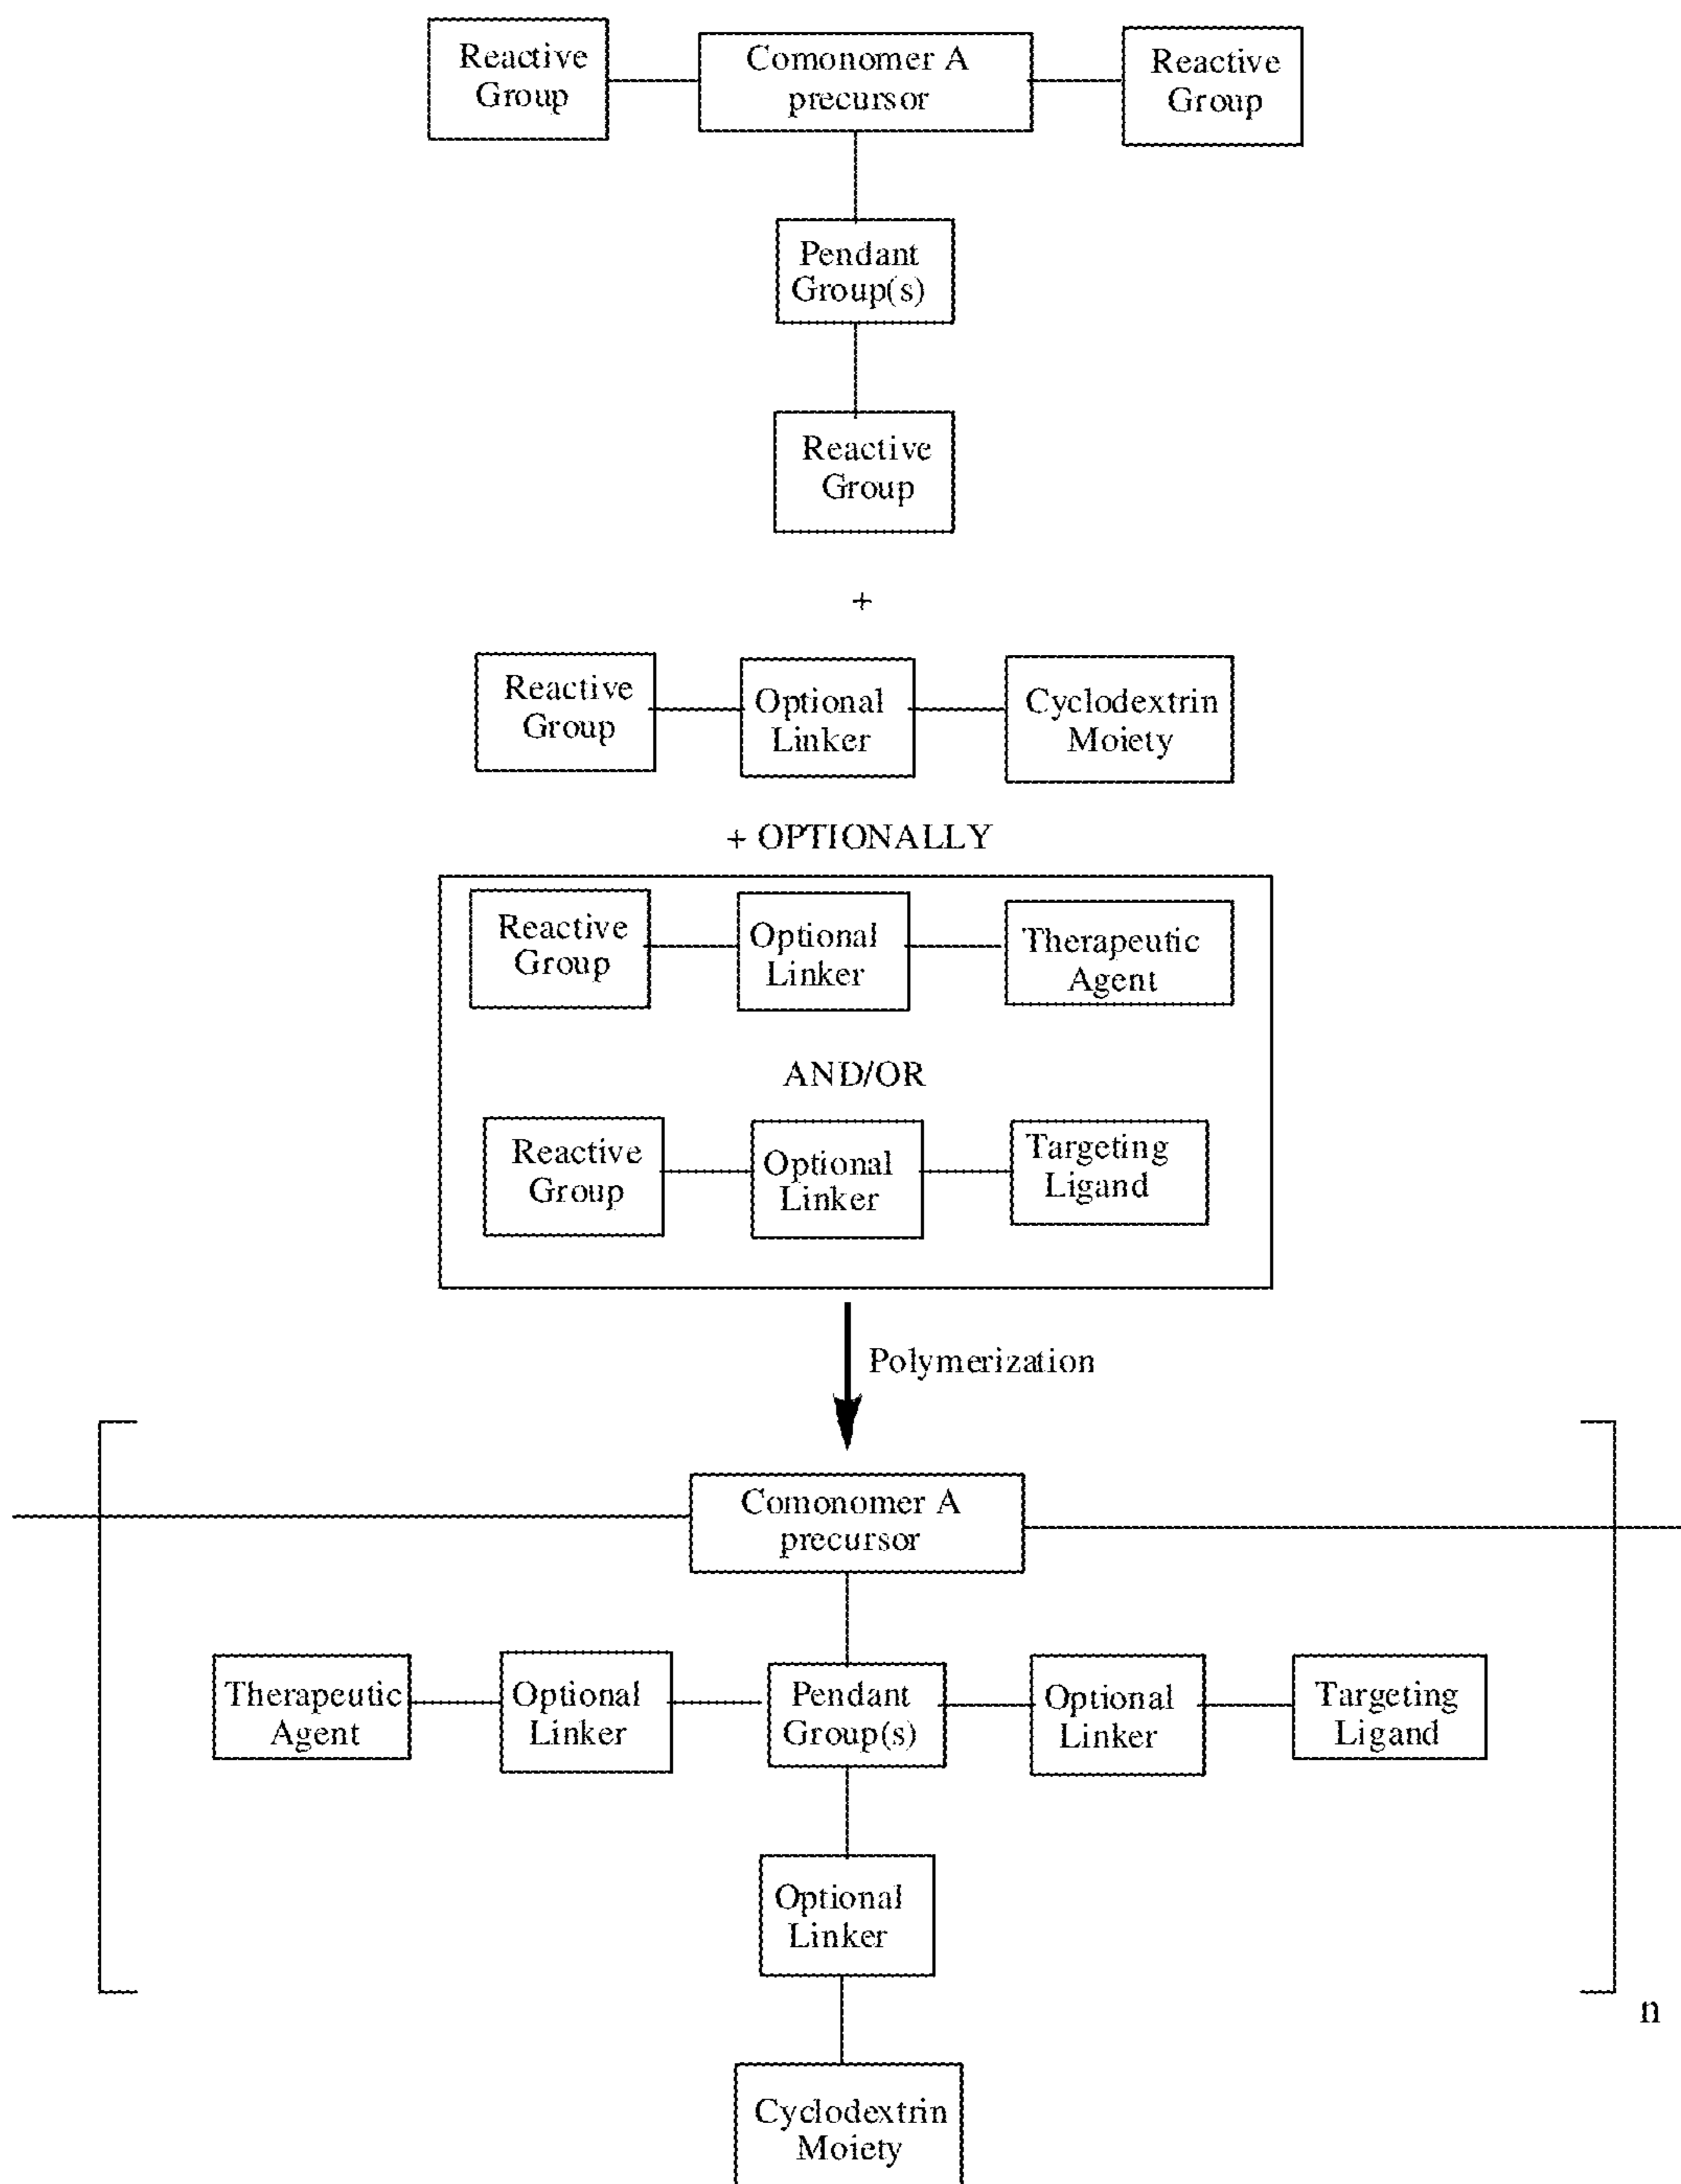 Reactive
Group
Comonomer A
precursor
Reactive
Group
Pendant
Group(s)
Reactive
Group
+
Reactive
Group
Optional
Linker
Cyclodextrin
Moiety
+ OPTIONALLY
Reactive
Group
Optional
Linker
Therapeutic
Agent
AND/OR
Reactive
Group
Optional
Linker
Targeting
Ligand
Polymerization
Comonomer A
precursor
Therapeutic
Agent
Optional
Linker
Pendant
Group(s)
Optional
Linker
Targeting
Ligand
Optional
Linker
n
Cyclodextrin
Moiety